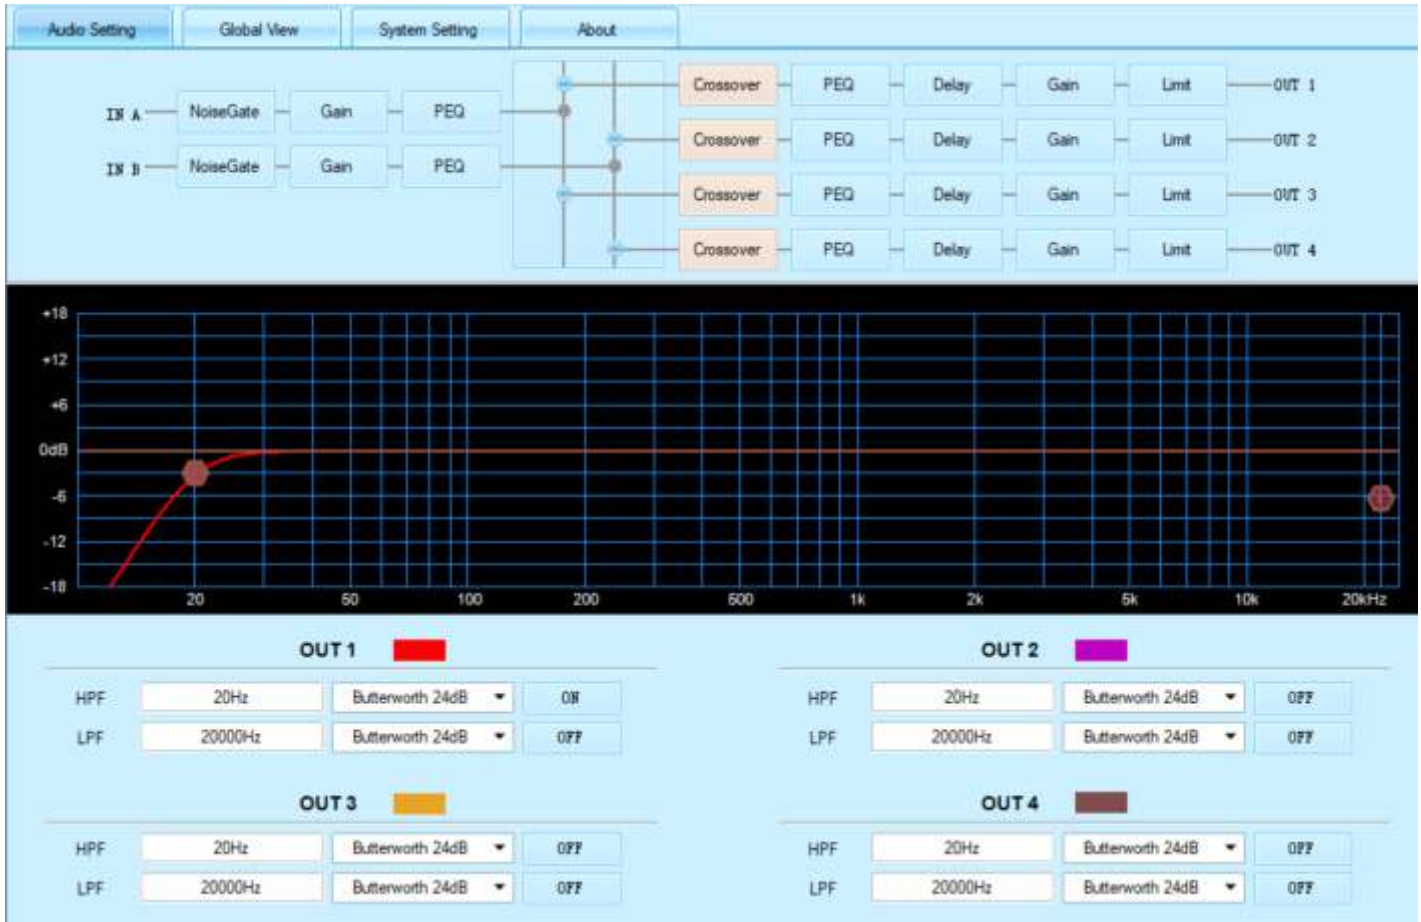 Audio Setting Global View System Setting About
Crossover PEQ Delay Gain Limit OUT 1
IN A NoiseGate Gain PEQ
Crossover PEQ Delay Gain Limit OUT 2
IN B NoiseGate Gain PEQ
Crossover PEQ Delay Gain Limit OUT 3
Crossover PEQ Delay Gain Limit OUT 4
+18
+12
+6
0dB
-6
-12
-18
20 50 100 200 500 1k 2k 5k 10k 20kHz
OUT 1 OUT 2
HPF 20Hz Butterworth 24dB ON HPF 20Hz Butterworth 24dB OFF
LPF 20000Hz Butterworth 24dB OFF LPF 20000Hz Butterworth 24dB OFF
OUT 3 OUT 4
HPF 20Hz Butterworth 24dB OFF HPF 20Hz Butterworth 24dB OFF
LPF 20000Hz Butterworth 24dB OFF LPF 20000Hz Butterworth 24dB OFF